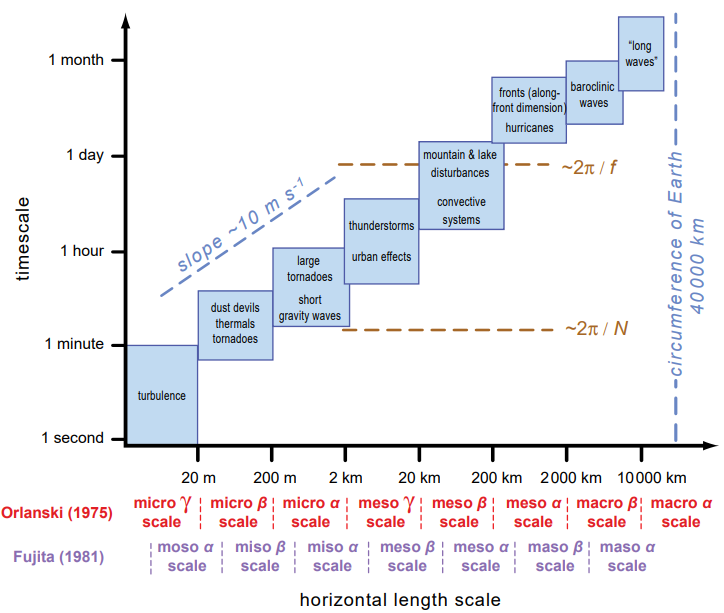 1 month
1 day
1 hour
1 minute
1 second
timescale
"long
waves"
baroclinic
waves
fronts (along-
front dimension)
hurricanes
mountain & lake
disturbances
convective
systems
thunderstorms
urban effects
large
tornadoes
short
gravity waves
dust devils
thermals
tornadoes
turbulence
slope ~10 m s⁻¹
~2π / f
~2π / N
circumference of Earth
40000 km
20 m 200 m 2 km 20 km 200 km 2000 km 10000 km
Orlanski (1975)
micro γ
scale
micro β
scale
micro α
scale
meso γ
scale
meso β
scale
meso α
scale
macro β
scale
macro α
scale
Fujita (1981)
moso α
scale
miso β
scale
miso α
scale
meso β
scale
meso α
scale
maso β
scale
maso α
scale
horizontal length scale